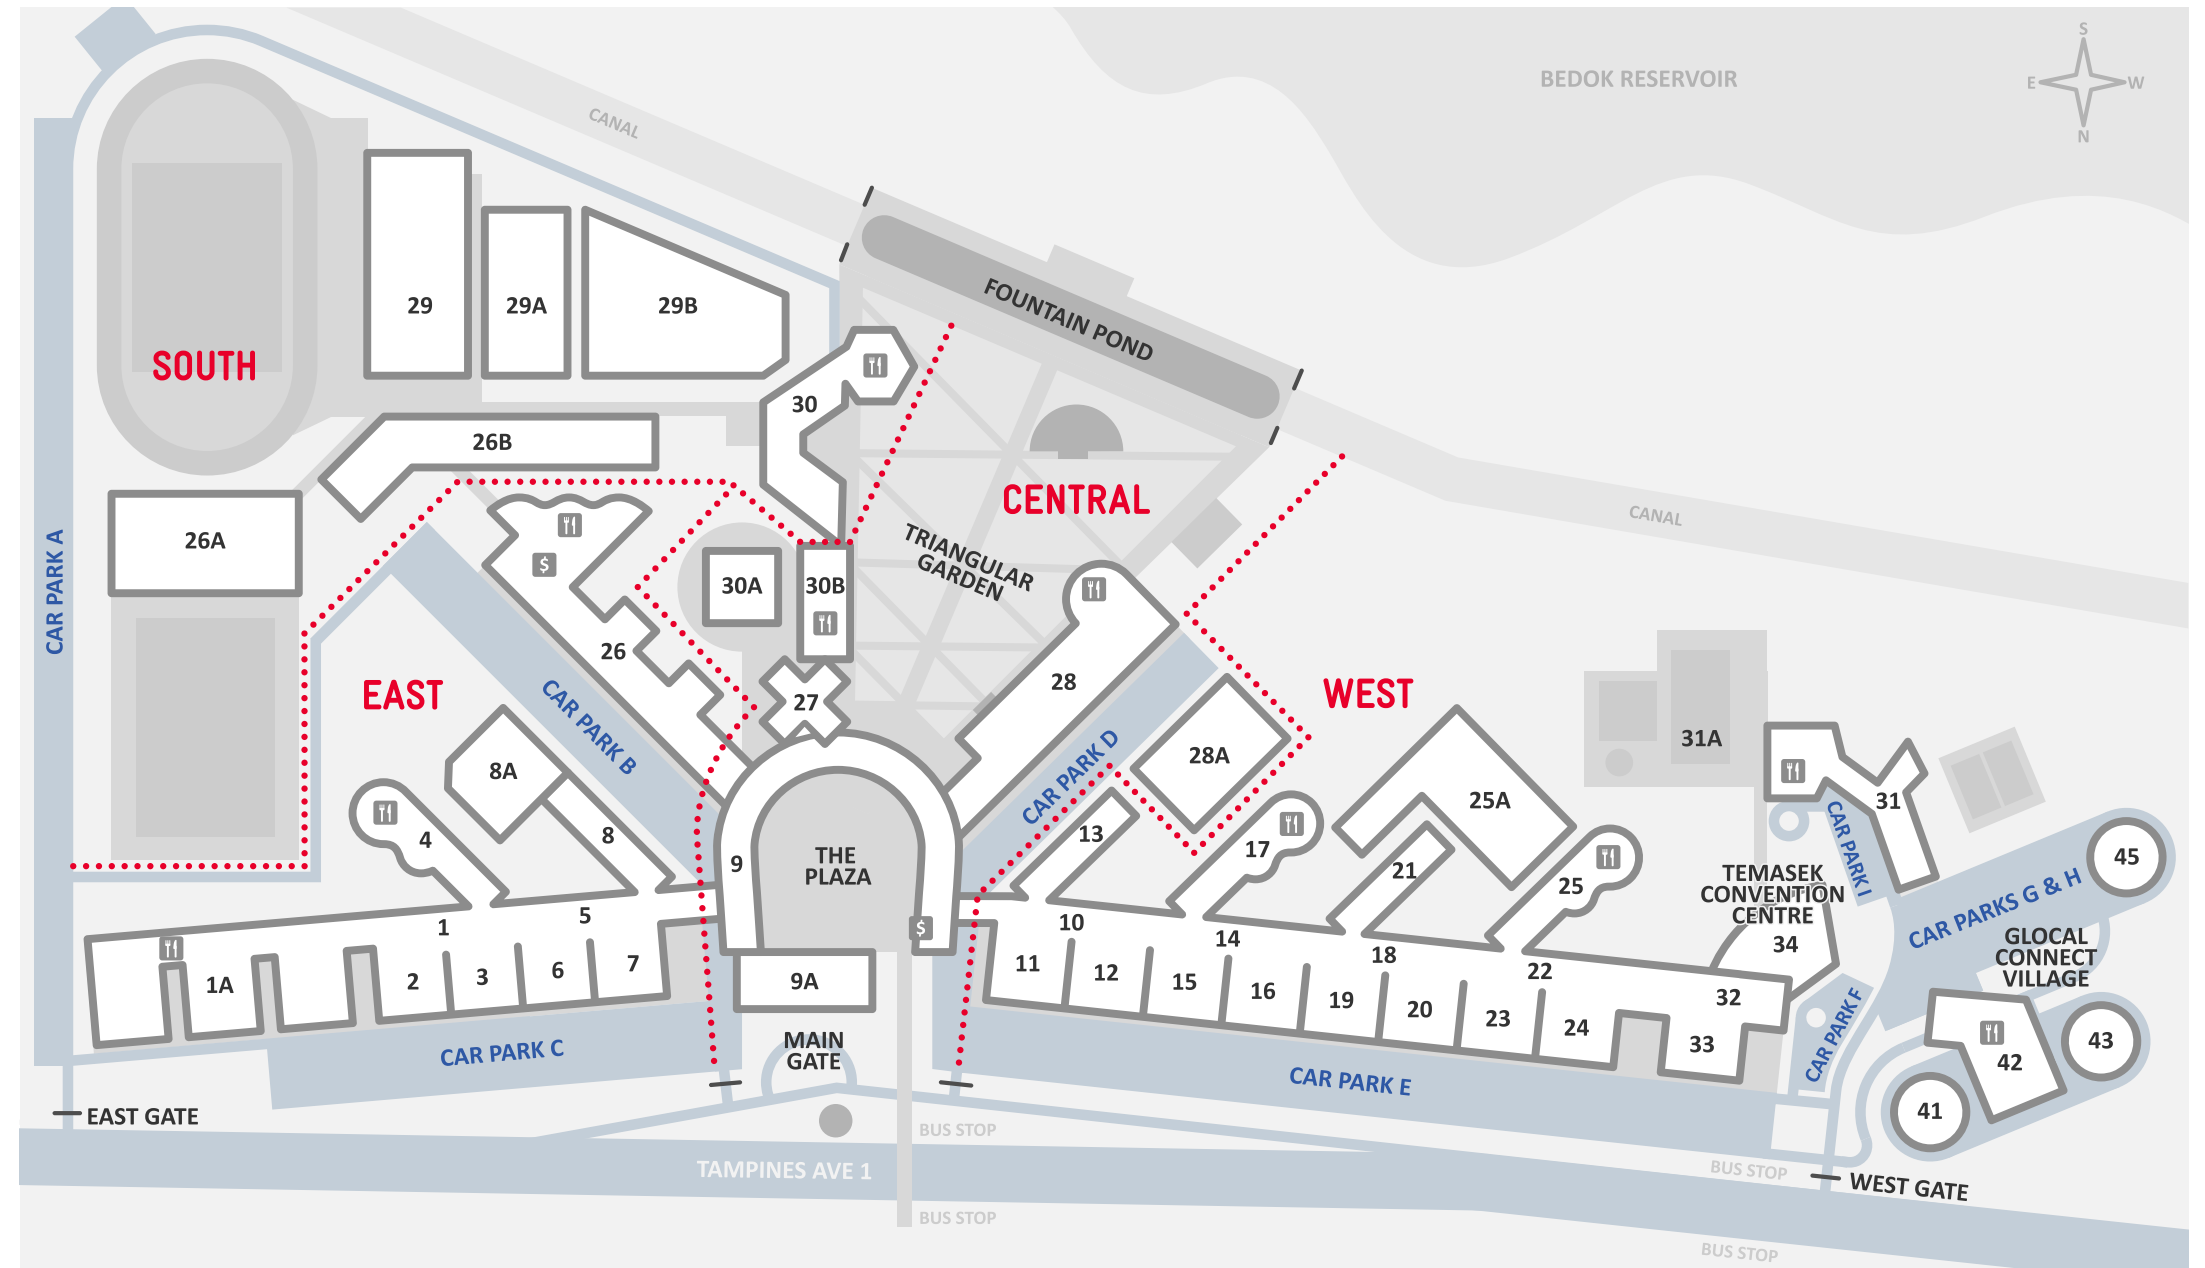 S
E
W
N
BEDOK RESERVOIR
CANAL
29
29A
29B
FOUNTAIN POND
SOUTH
30
26B
CENTRAL
CANAL
26A
CAR PARK A
$
TRIANGULAR
GARDEN
30A
30B
26
EAST
CAR PARK B
27
28
WEST
CAR PARK D
28A
31A
8A
25A
31
4
8
9
THE
PLAZA
13
17
21
25
CAR PARK I
45
TEMASEK
CONVENTION
CENTRE
34
CAR PARKS G & H
GLOCAL
CONNECT
VILLAGE
1
5
$
10
14
18
22
32
1A
2
3
6
7
9A
11
12
15
16
19
20
23
24
33
CAR PARK F
42
43
41
CAR PARK C
MAIN
GATE
CAR PARK E
EAST GATE
BUS STOP
TAMPINES AVE 1
BUS STOP
WEST GATE
BUS STOP
BUS STOP